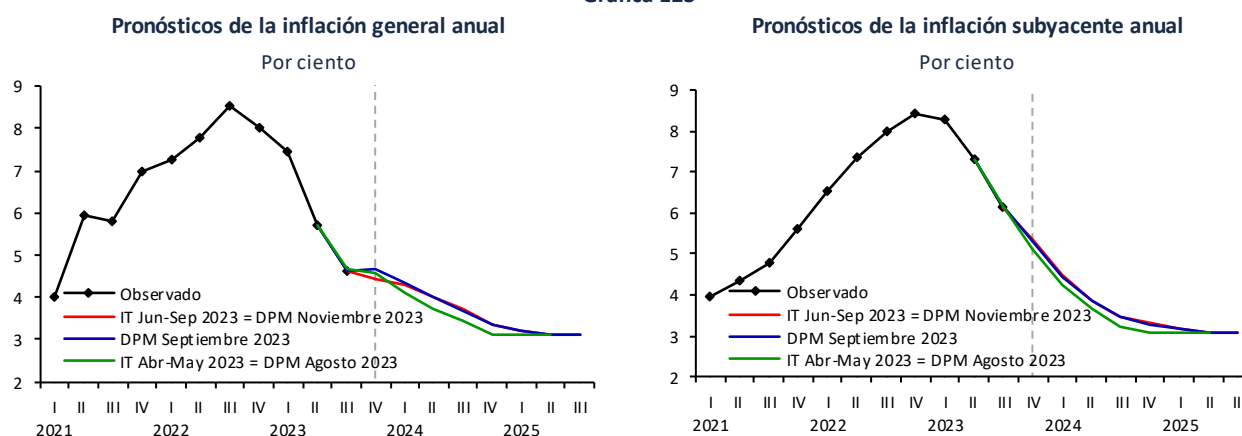 Pronósticos de la inflación general anual
Por ciento
9
8
7
6
5
4
3
2
Observado
IT Jun-Sep 2023 = DPM Noviembre 2023
DPM Septiembre 2023
IT Abr-May 2023 = DPM Agosto 2023
I II III IV I II III IV I II III IV I II III IV I II III
2021 2022 2023 2024 2025
Pronósticos de la inflación subyacente anual
Por ciento
9
8
7
6
5
4
3
2
Observado
IT Jun-Sep 2023 = DPM Noviembre 2023
DPM Septiembre 2023
IT Abr-May 2023 = DPM Agosto 2023
I II III IV I II III IV I II III IV I II III IV I II II
2021 2022 2023 2024 2025